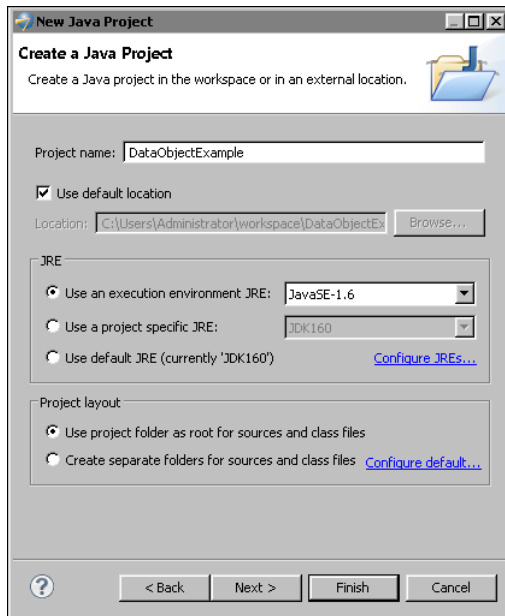 New Java Project
Create a Java Project
Create a Java project in the workspace or in an external location.
Project name: DataObjectExample
Use default location
Location: C:\Users\Administrator\workspace\DataObjectEx Browse...
JRE
Use an execution environment JRE: JavaSE-1.6
Use a project specific JRE: JDK160
Use default JRE (currently 'JDK160') Configure JREs...
Project layout
Use project folder as root for sources and class files
Create separate folders for sources and class files Configure default...
? < Back Next > Finish Cancel